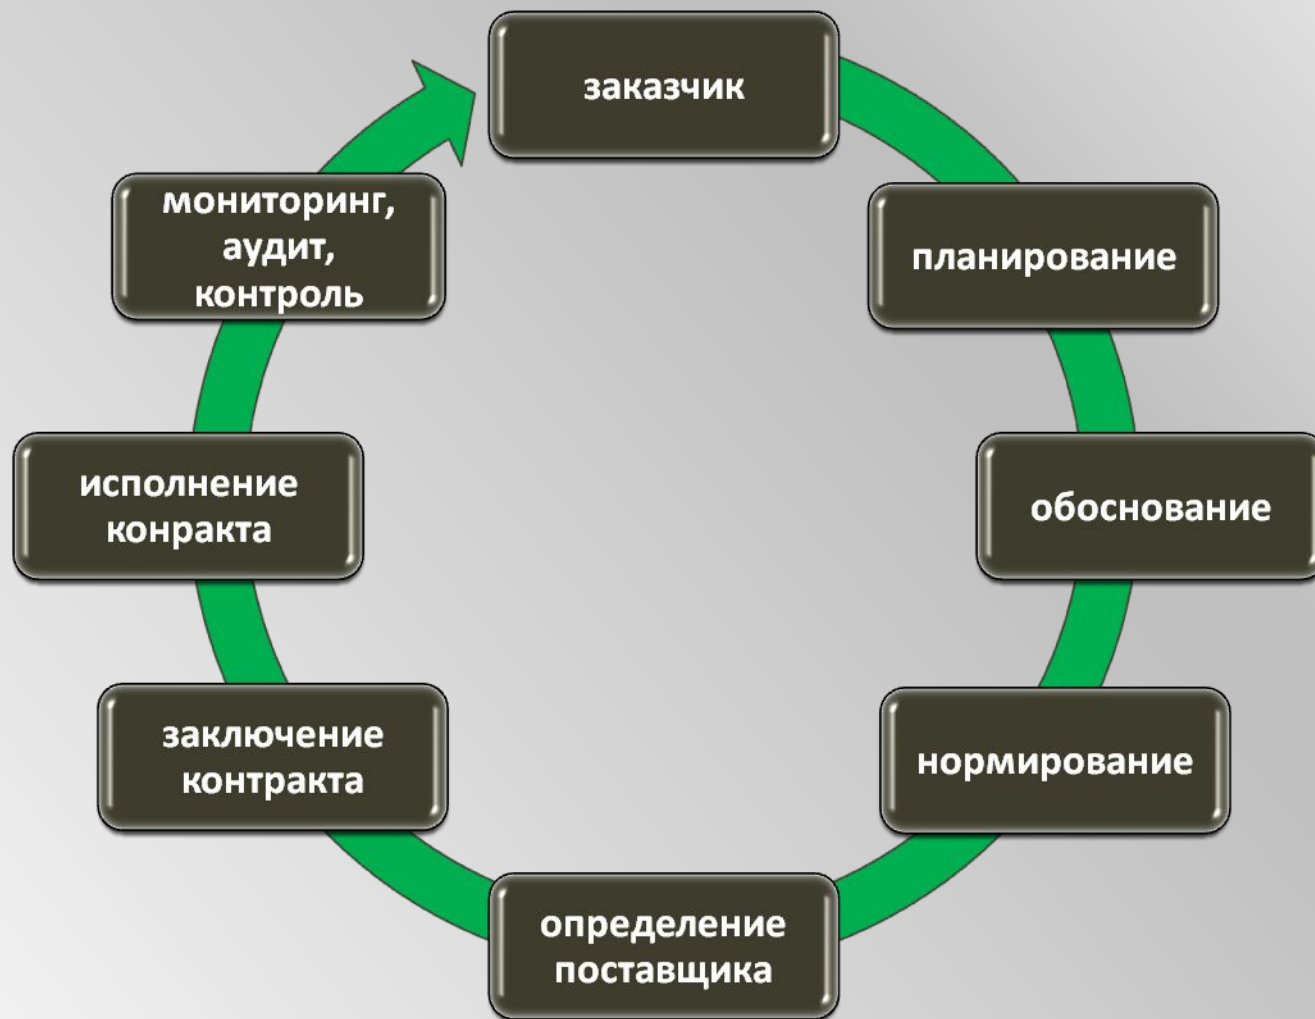 заказчик
планирование
обоснование
нормирование
определение
поставщика
заключение
контракта
исполнение
конракта
мониторинг,
аудит,
контроль